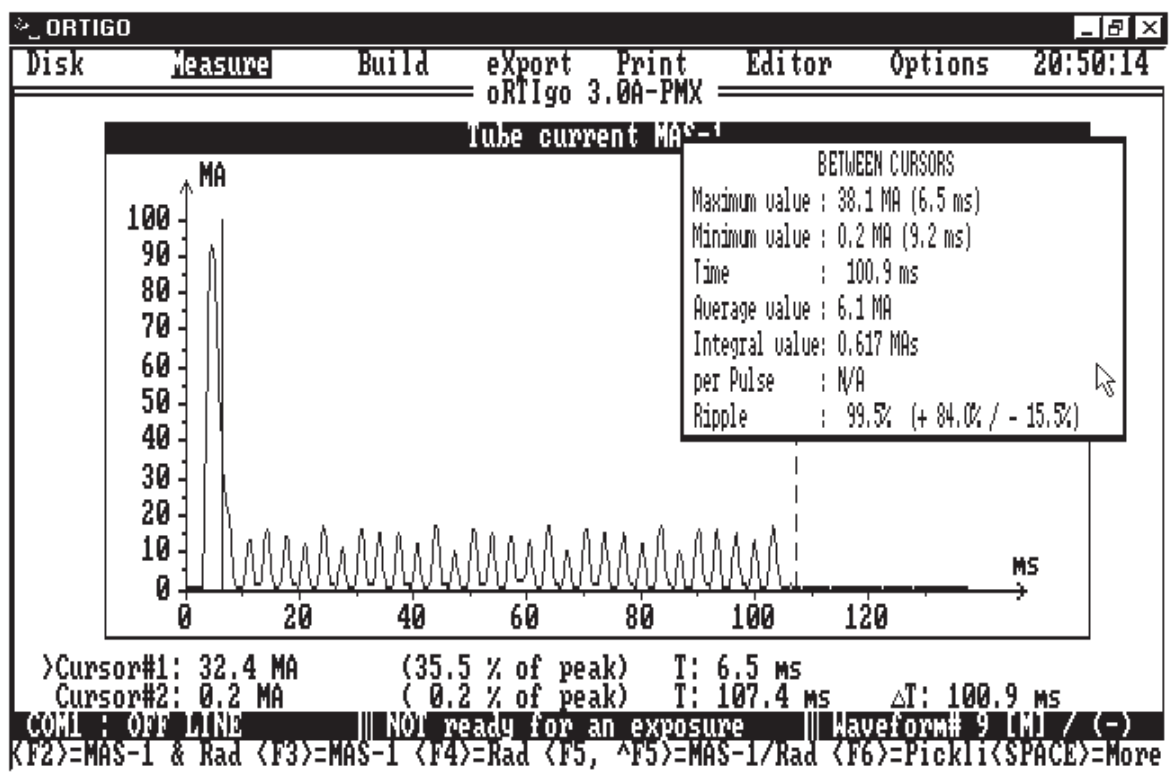 ORTIGO
Disk Measure Build eXport Print Editor Options 20:50:14
oRTIgo 3.0A-PMX
Tube current MAS-1
BETWEEN CURSORS
Maximum value : 38.1 MA (6.5 ms)
Minimum value : 0.2 MA (9.2 ms)
Time : 100.9 ms
Average value : 6.1 MA
Integral value: 0.617 MAs
per Pulse : N/A
Ripple : 99.5% (+ 84.0% / - 15.5%)
MA
100
90
80
70
60
50
40
30
20
10
0
MS
0 20 40 60 80 100 120
>Cursor#1: 32.4 MA (35.5 % of peak) T: 6.5 ms
Cursor#2: 0.2 MA ( 0.2 % of peak) T: 107.4 ms △T: 100.9 ms
COM1 : OFF LINE || NOT ready for an exposure || Waveform# 9 [M] / (-)
<F2>=MAS-1 & Rad <F3>=MAS-1 <F4>=Rad <F5, ^F5>=MAS-1/Rad <F6>=Pickli<SPACE>=More